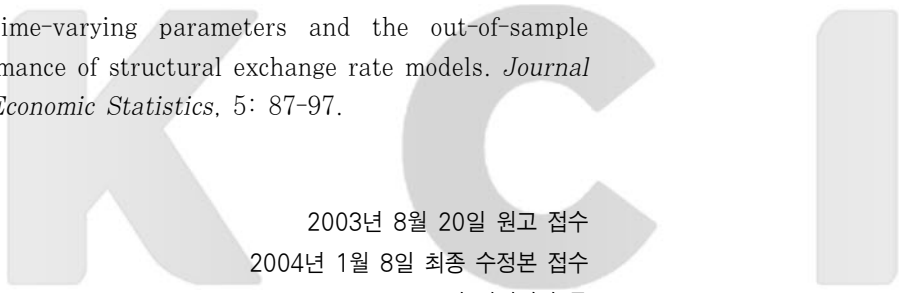 ime-varying parameters and the out-of-sample
mance of structural exchange rate models. Journal
Economic Statistics, 5: 87-97.
2003년 8월 20일 원고 접수
2004년 1월 8일 최종 수정본 접수
K C I